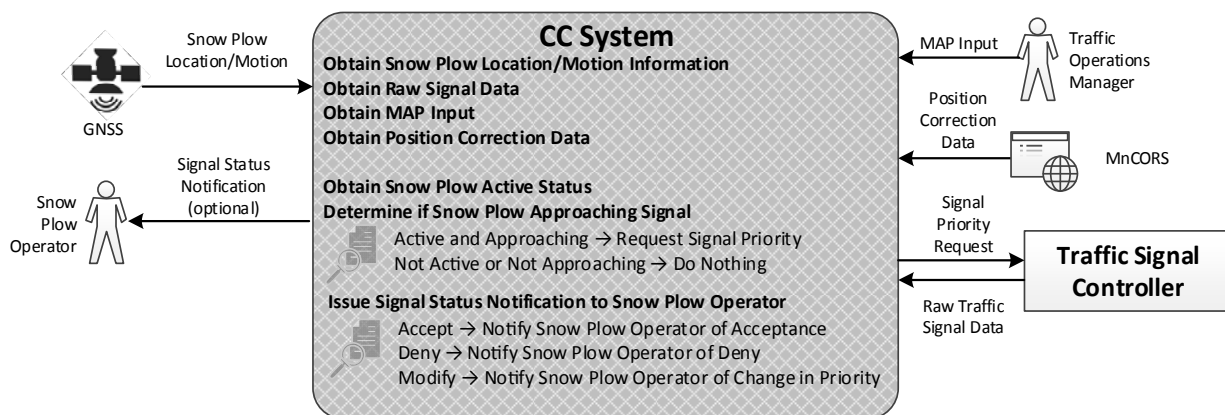 Snow Plow
Location/Motion
GNSS
Signal Status
Notification
(optional)
Snow
Plow
Operator
CC System
Obtain Snow Plow Location/Motion Information
Obtain Raw Signal Data
Obtain MAP Input
Obtain Position Correction Data
Obtain Snow Plow Active Status
Determine if Snow Plow Approaching Signal
Active and Approaching → Request Signal Priority
Not Active or Not Approaching → Do Nothing
Issue Signal Status Notification to Snow Plow Operator
Accept → Notify Snow Plow Operator of Acceptance
Deny → Notify Snow Plow Operator of Deny
Modify → Notify Snow Plow Operator of Change in Priority
MAP Input
Traffic
Operations
Manager
Position
Correction
Data
MnCORS
Signal
Priority
Request
Traffic Signal
Controller
Raw Traffic
Signal Data